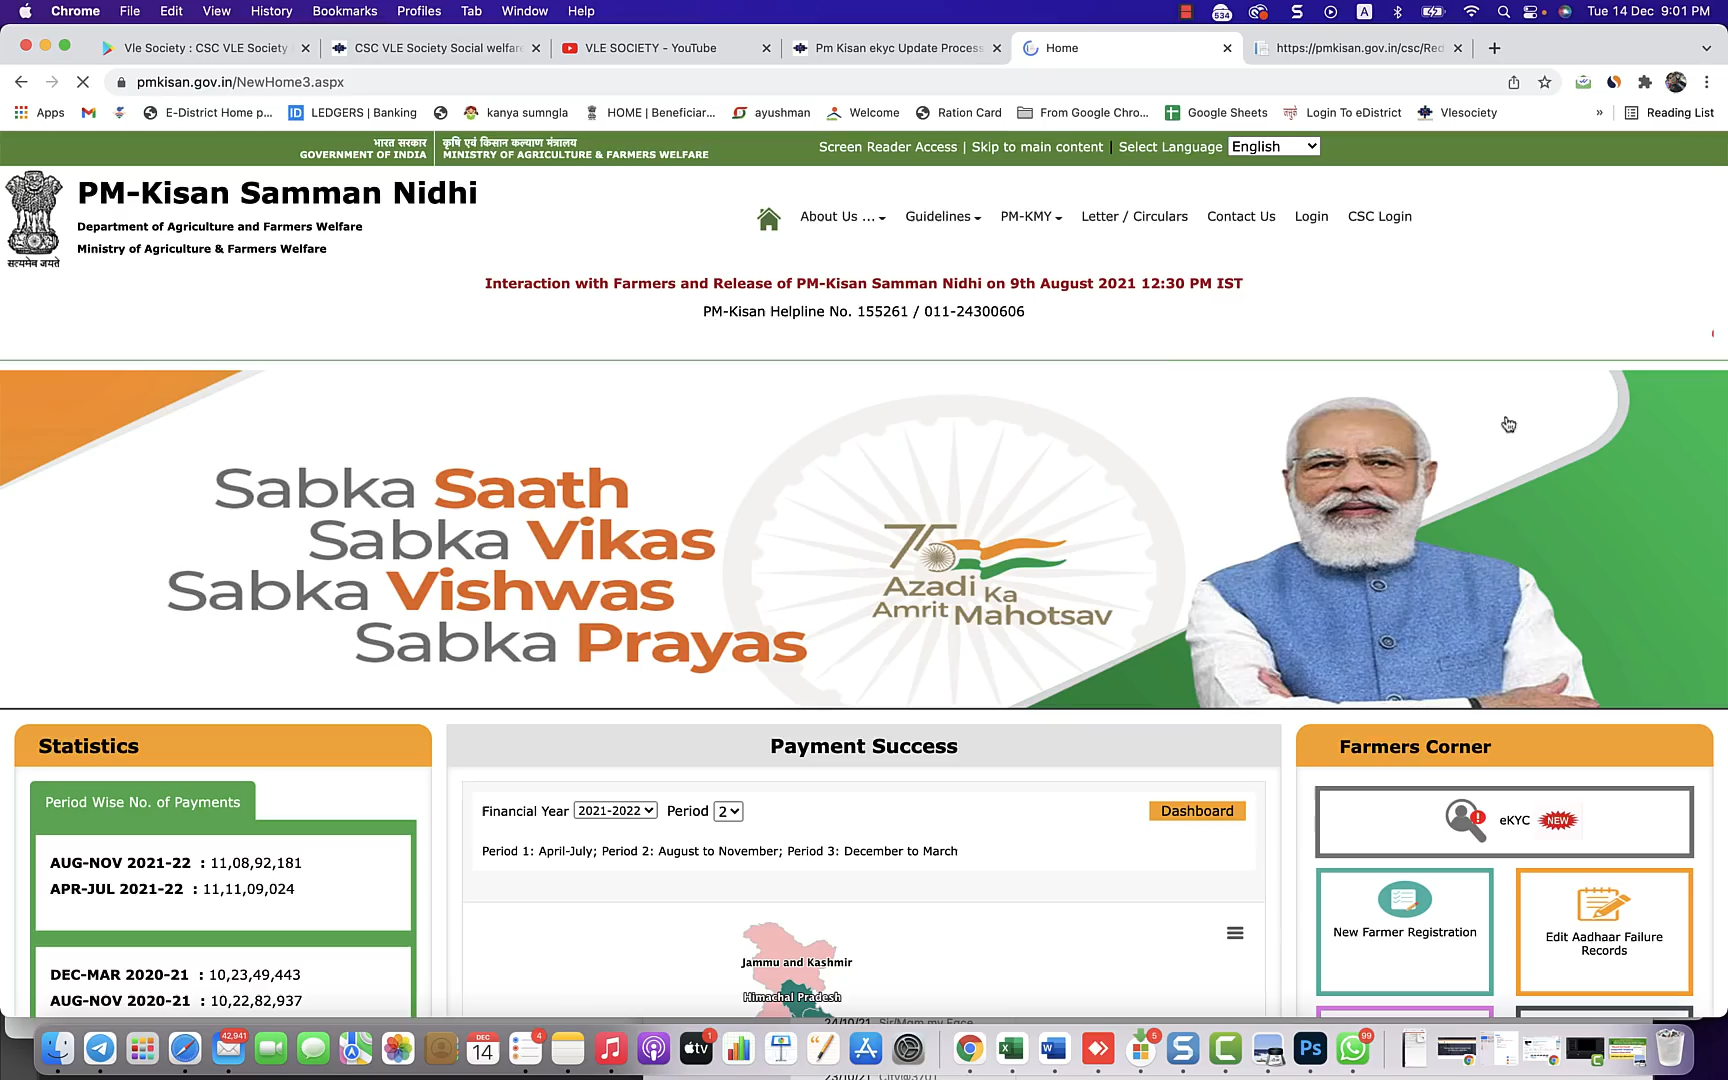 Chrome File Edit View History Bookmarks Profiles Tab Window Help 534 A Tue 14 Dec 9:01 PM
Vle Society : CSC VLE Society CSC VLE Society Social welfar VLE SOCIETY - YouTube Pm Kisan ekyc Update Process Home https://pmkisan.gov.in/csc/Red
pmkisan.gov.in/NewHome3.aspx
Apps E-District Home p... LEDGERS | Banking kanya sumngla HOME | Beneficiar... ayushman Welcome Ration Card From Google Chro... Google Sheets Login To eDistrict Vlesociety » Reading List
भारत सरकार
GOVERNMENT OF INDIA
कृषि एवं किसान कल्याण मंत्रालय
MINISTRY OF AGRICULTURE & FARMERS WELFARE
Screen Reader Access | Skip to main content | Select Language English
PM-Kisan Samman Nidhi
Department of Agriculture and Farmers Welfare
Ministry of Agriculture & Farmers Welfare
सत्यमेव जयते
About Us ... Guidelines PM-KMY Letter / Circulars Contact Us Login CSC Login
Interaction with Farmers and Release of PM-Kisan Samman Nidhi on 9th August 2021 12:30 PM IST
PM-Kisan Helpline No. 155261 / 011-24300606
Sabka Saath
Sabka Vikas
Sabka Vishwas
Sabka Prayas
75
Azadi Ka
Amrit Mahotsav
Statistics
Period Wise No. of Payments
AUG-NOV 2021-22 : 11,08,92,181
APR-JUL 2021-22 : 11,11,09,024
DEC-MAR 2020-21 : 10,23,49,443
AUG-NOV 2020-21 : 10,22,82,937
Payment Success
Financial Year 2021-2022 Period 2 Dashboard
Period 1: April-July; Period 2: August to November; Period 3: December to March
Jammu and Kashmir
Himachal Pradesh
Farmers Corner
eKYC NEW
New Farmer Registration
Edit Aadhaar Failure
Records
42,941 DEC 14 4 tv 1 W 5 Ps 99